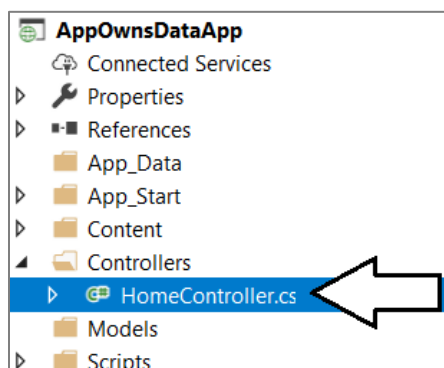 AppOwnsDataApp
Connected Services
Properties
References
App_Data
App_Start
Content
Controllers
HomeController.cs
Models
Scripts